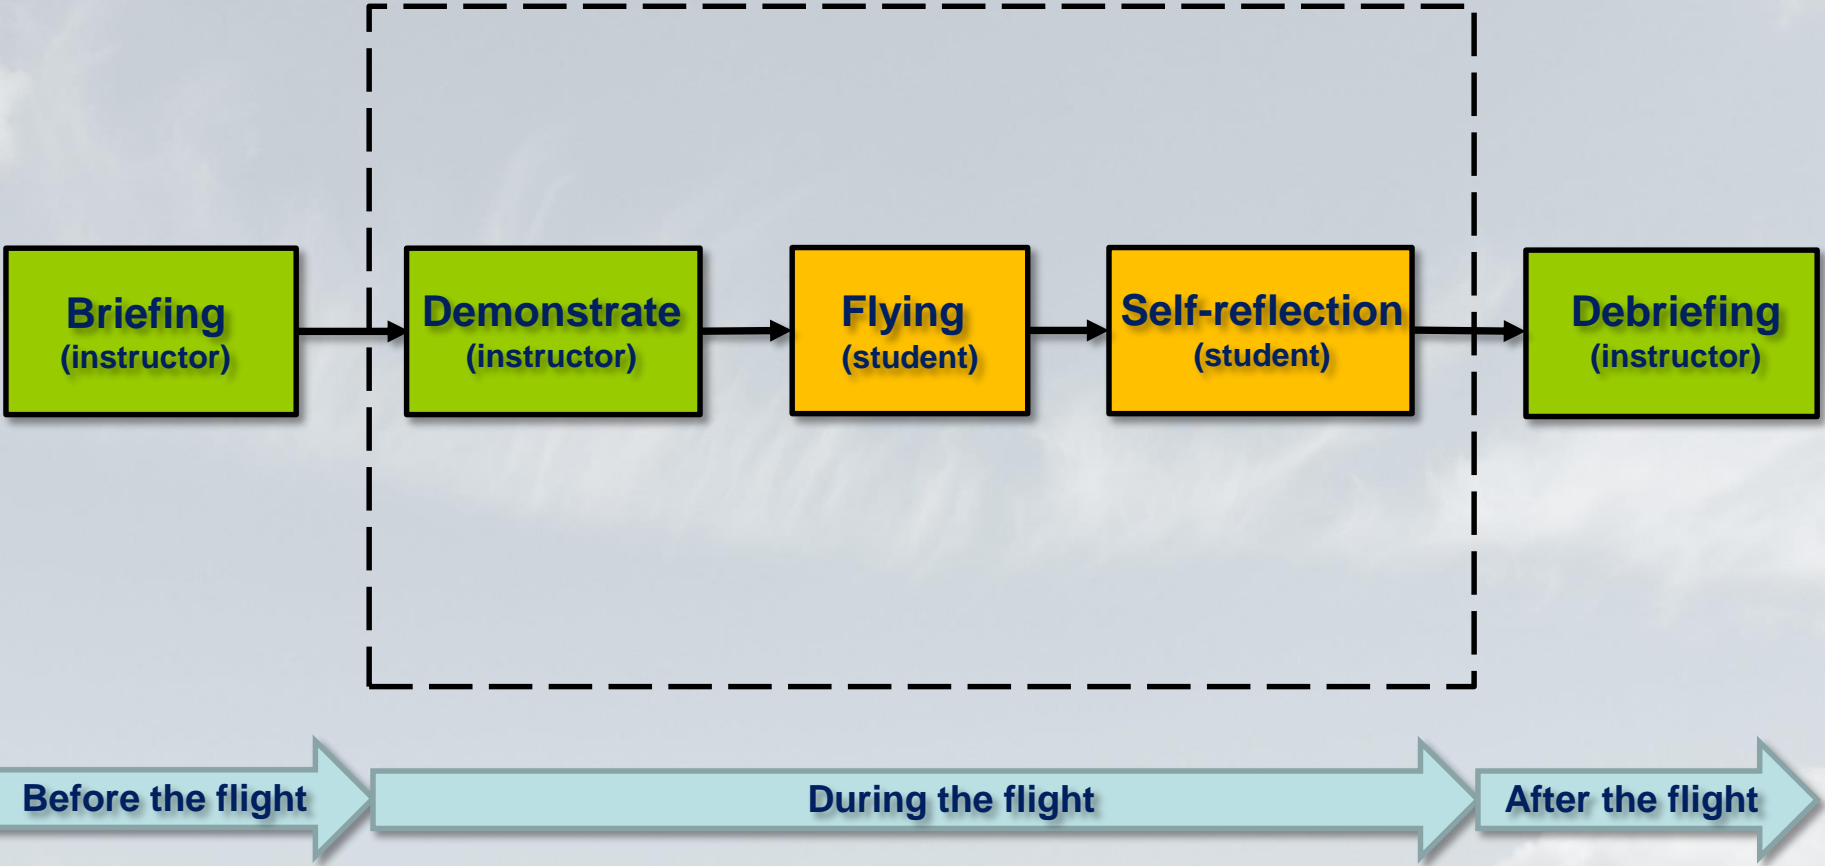 Briefing
(instructor)
Demonstrate
(instructor)
Flying
(student)
Self-reflection
(student)
Debriefing
(instructor)
Before the flight
During the flight
After the flight